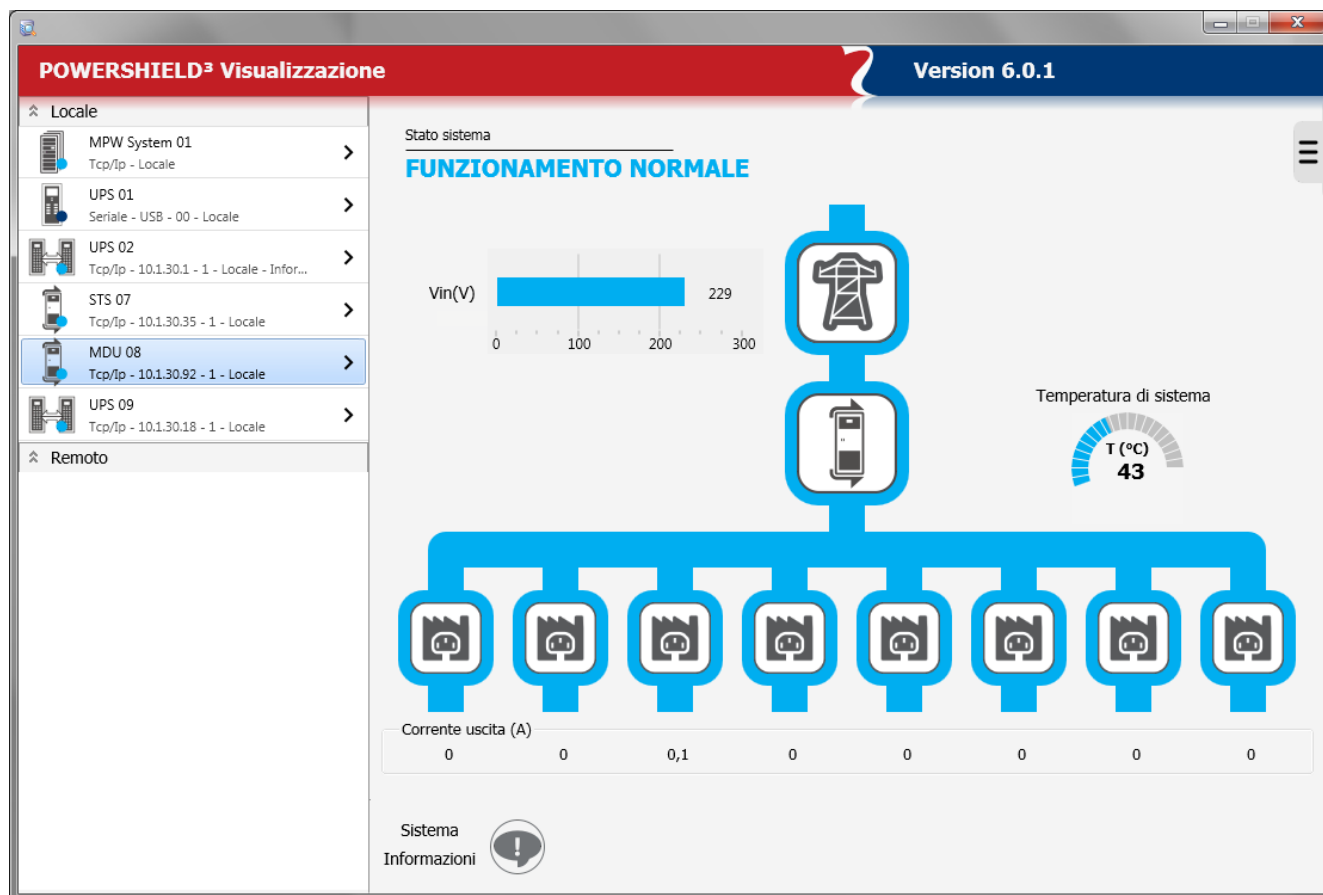 POWERSHIELD³ Visualizzazione
Version 6.0.1
Locale
MPW System 01
Tcp/Ip - Locale
UPS 01
Seriale - USB - 00 - Locale
UPS 02
Tcp/Ip - 10.1.30.1 - 1 - Locale - Infor...
STS 07
Tcp/Ip - 10.1.30.35 - 1 - Locale
MDU 08
Tcp/Ip - 10.1.30.92 - 1 - Locale
UPS 09
Tcp/Ip - 10.1.30.18 - 1 - Locale
Remoto
Stato sistema
FUNZIONAMENTO NORMALE
Vin(V)
229
0 100 200 300
Temperatura di sistema
T (°C)
43
Corrente uscita (A)
0 0 0,1 0 0 0 0 0
Sistema
Informazioni